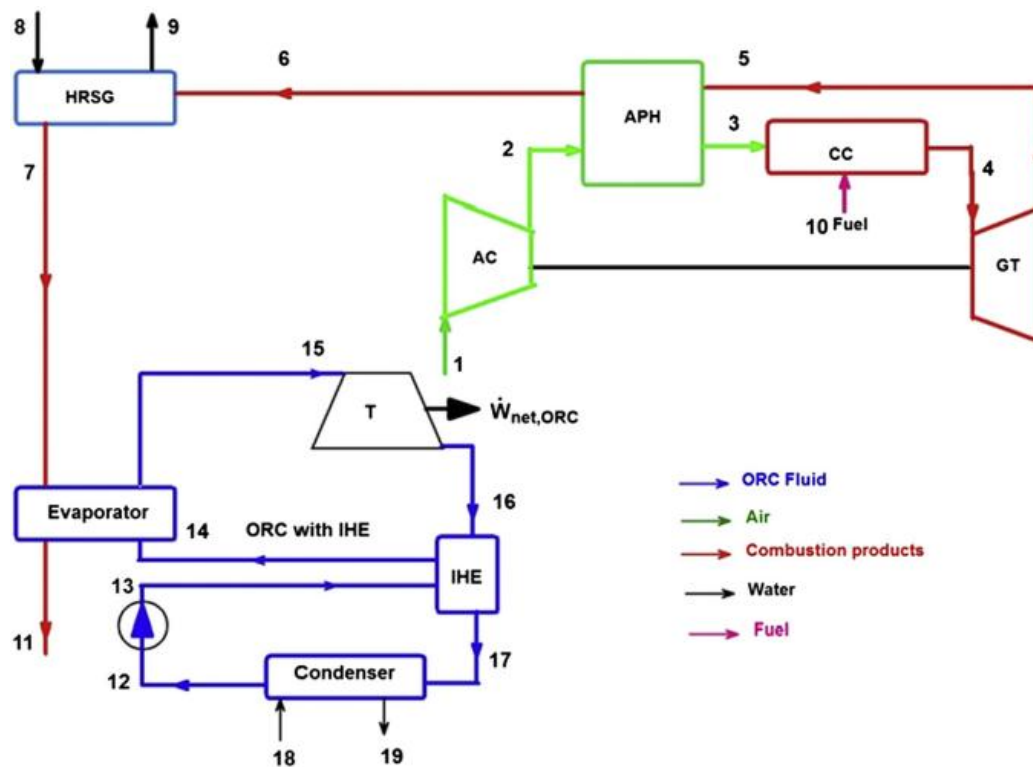 8
9
6
5
HRSG
APH
3
CC
2
7
4
10 Fuel
AC
GT
15
1
T
Ẇnet,ORC
ORC Fluid
Evaporator
14
ORC with IHE
16
Air
Combustion products
IHE
13
Water
Fuel
11
12
Condenser
17
18
19